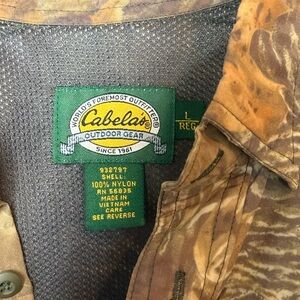 WORLD'S FOREMOST OUTFITTER®
Cabela's®
OUTDOOR GEAR
SINCE 1961
L
REG
932797
SHELL:
100% NYLON
RN 56835
MADE IN
VIETNAM
CARE
SEE REVERSE